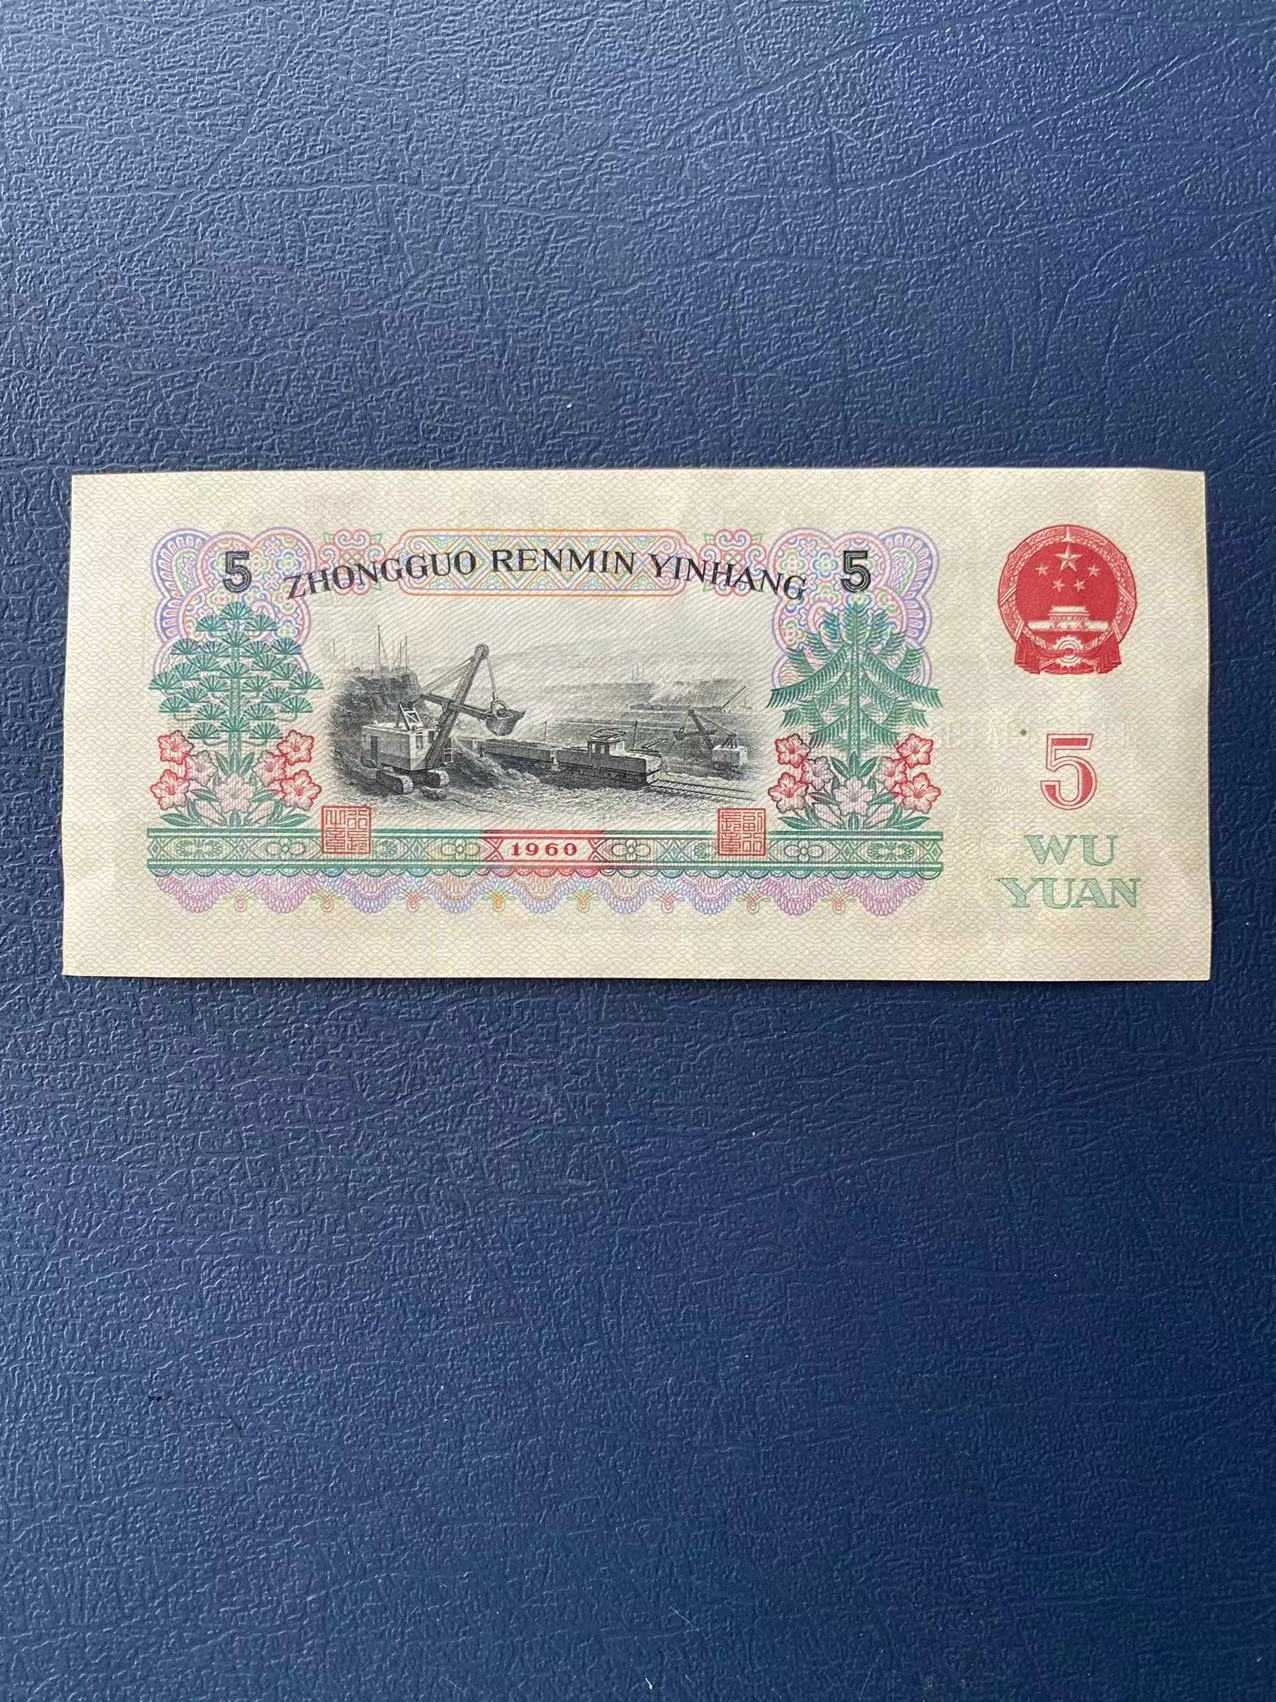 5 ZHONGGUO RENMIN YINHANG 5
5
WU
YUAN
1960